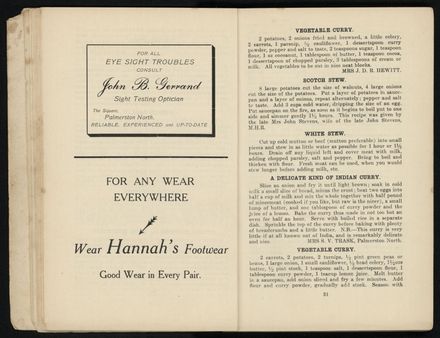 FOR ALL
EYE SIGHT TROUBLES
CONSULT
John B. Gerrand
Sight Testing Optician
The Square,
Palmerston North.
RELIABLE, EXPERIENCED and UP-TO-DATE
FOR ANY WEAR
EVERYWHERE
Wear Hannah's Footwear
Good Wear in Every Pair.
VEGETABLE CURRY.
2 potatoes, 2 onions fried and browned, a little celery,
2 carrots, 1 parsnip, ½ cauliflower, 1 dessertspoon curry
powder, pepper and salt to taste, 2 teaspoons sugar, 1 teaspoon
flour, 1 oz cocoanut, 1 tablespoon of butter, 1 teaspoon cocoa,
1 dessertspoon of chopped parsley, 3 tablespoons of cream or
milk. All vegetables to be cut in nice neat blocks.
MRS J. D. R. HEWITT.
SCOTCH STEW.
8 large potatoes cut the size of walnuts, 4 large onions
cut the size of the potatoes. Put a layer of potatoes in sauce-
pan and a layer of onions, repeat alternately; pepper and salt
to taste. Add 3 cups cold water, dripping the size of an egg.
Put saucepan on the fire, as soon as it begins to boil put to one
side and simmer gently 1½ hours. This recipe was given by
the late Mrs John Stevens, wife of the late John Stevens,
M.H.R.
WHITE STEW.
Cut up cold mutton or beef (mutton preferable) into small
pieces and stew in as little water as possible for 1 hour or 1½
hours. Drain off any liquid left and cover meat with milk,
adding chopped parsley, salt and pepper. Bring to boil and
thicken with flour. Fresh meat can be used, when you would
stew longer before adding milk, etc.
A DELICATE KIND OF INDIAN CURRY.
Slice an onion and fry it until light brown; soak in cold
milk a small slice of bread, minus the crust; beat two eggs into
half a cup of milk and mix the whole together with half pound
of mincemeat (cooked if you like, but raw is the nicer), a small
lump of butter, and one tablespoon of curry powder and the
juice of a lemon. Bake the curry thus made in not too hot an
oven for half an hour. Serve with boiled rice in a separate
dish. Sprinkle the top of the curry before baking with plenty
of breadcrumbs and a little butter. N.B.—This curry is very
little if at all known out of India, and is remarkably delicate
and nice. MRS S. V. TRASK, Palmerston North.
VEGETABLE CURRY.
2 carrots, 2 potatoes, 2 turnips, ½ pint green peas or
beans, 1 large onion, 1 small cauliflower, ½ head celery,
butter, ½ pint stock, 1 teaspoon salt, 1 dessertspoon flour, 1
tablespoon curry powder, 1 teacup lemon juice. Melt butter
in a saucepan, add onion sliced and fry a few minutes. Add
flour and curry powder, gradually add stock. Season with
31